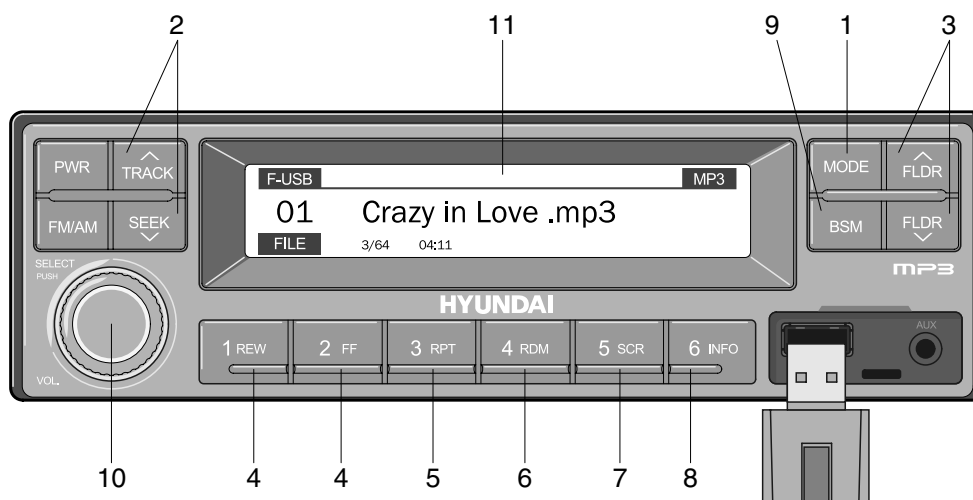 2 11 9 1 3
PWR TRACK
FM/AM SEEK
F-USB MP3
01 Crazy in Love .mp3
FILE 3/64 04:11
MODE FLDR
BSM FLDR
MP3
SELECT
PUSH
VOL.
HYUNDAI
1 REW 2 FF 3 RPT 4 RDM 5 SCR 6 INFO
AUX
10 4 4 5 6 7 8